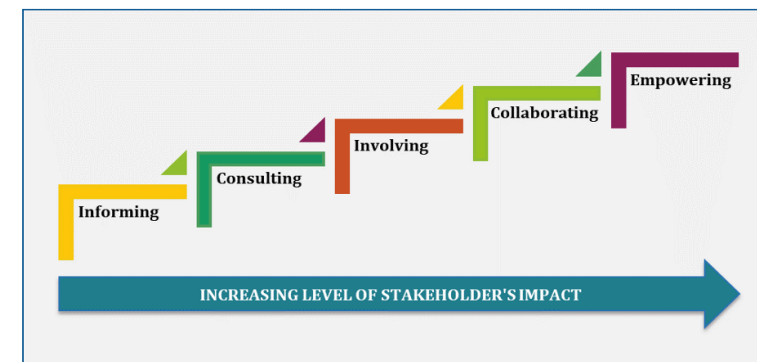 Informing
Consulting
Involving
Collaborating
Empowering
INCREASING LEVEL OF STAKEHOLDER'S IMPACT